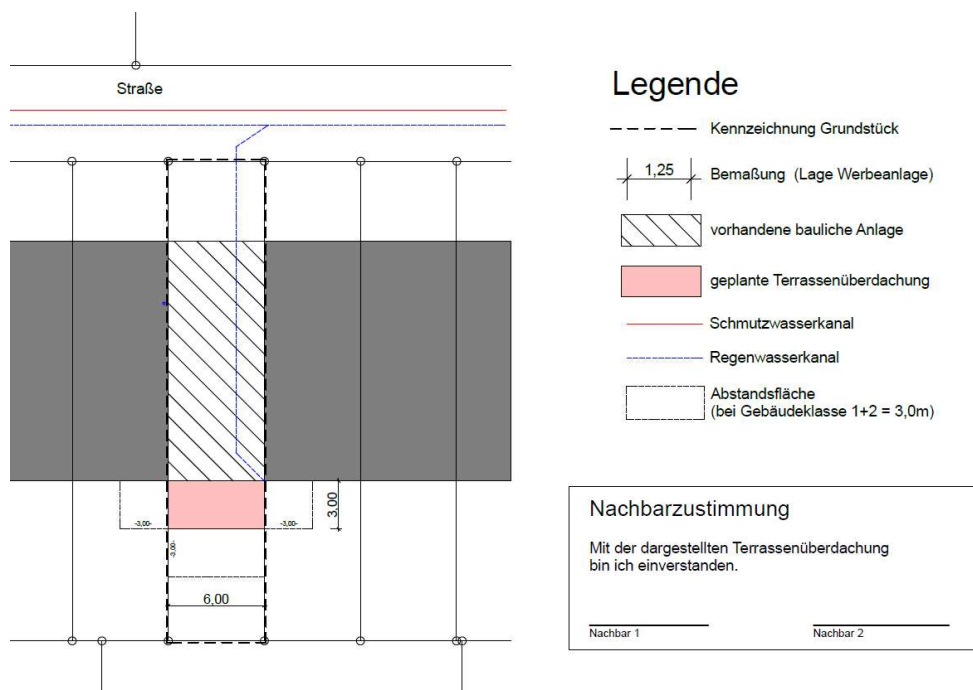 Straße
-3,00-
-3,00-
3,00
-3,00-
6,00
Legende
Kennzeichnung Grundstück
1,25
Bemaßung (Lage Werbeanlage)
vorhandene bauliche Anlage
geplante Terrassenüberdachung
Schmutzwasserkanal
Regenwasserkanal
Abstandsfläche
(bei Gebäudeklasse 1+2 = 3,0m)
Nachbarzustimmung
Mit der dargestellten Terrassenüberdachung
bin ich einverstanden.
Nachbar 1
Nachbar 2